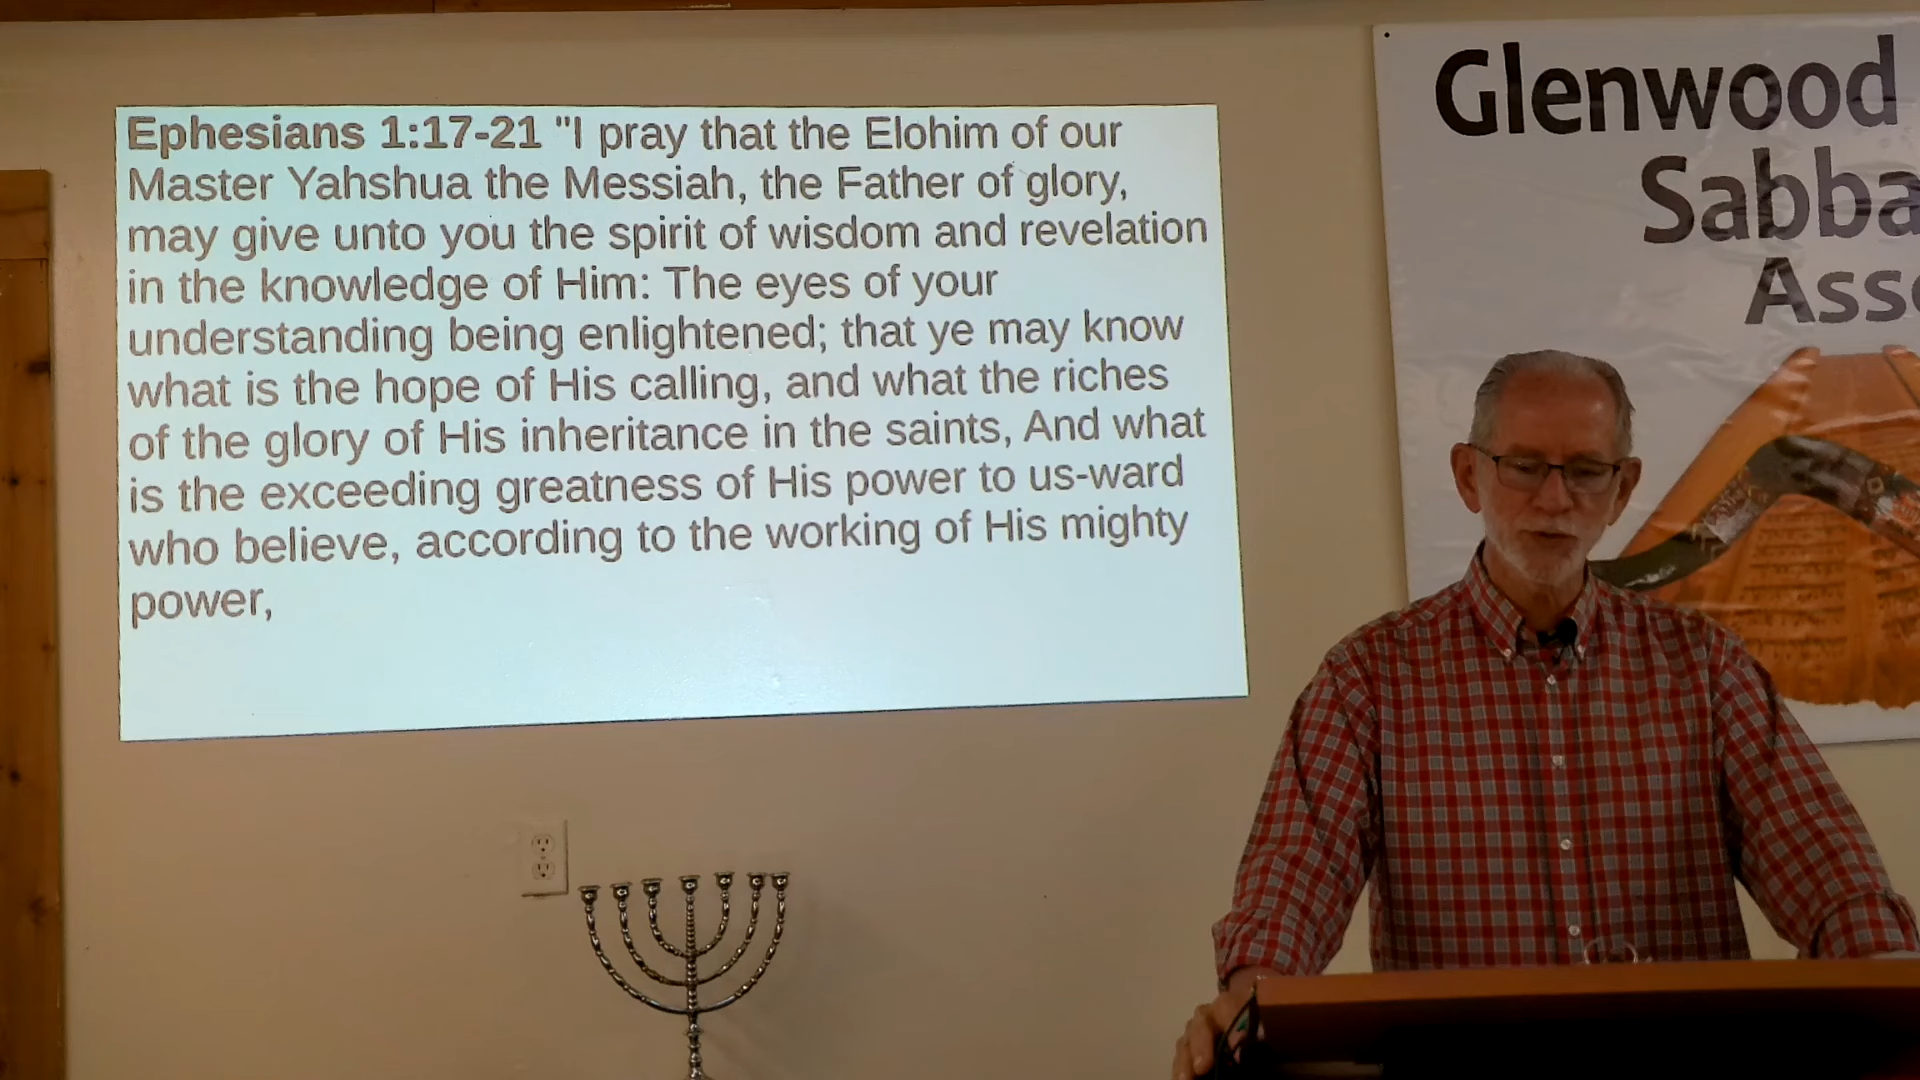 Ephesians 1:17-21 "I pray that the Elohim of our
Master Yahshua the Messiah, the Father of glory,
may give unto you the spirit of wisdom and revelation
in the knowledge of Him: The eyes of your
understanding being enlightened; that ye may know
what is the hope of His calling, and what the riches
of the glory of His inheritance in the saints, And what
is the exceeding greatness of His power to us-ward
who believe, according to the working of His mighty
power,
Glenwood
Sabba
Ass